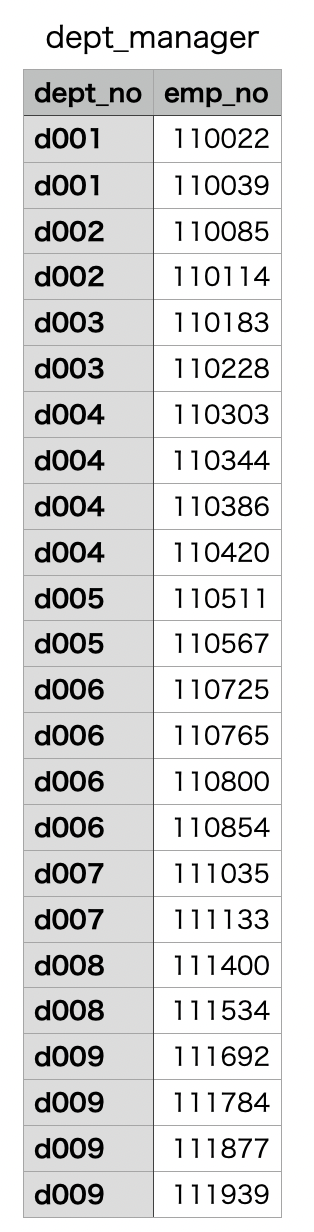 dept_manager
dept_no emp_no
d001 110022
d001 110039
d002 110085
d002 110114
d003 110183
d003 110228
d004 110303
d004 110344
d004 110386
d004 110420
d005 110511
d005 110567
d006 110725
d006 110765
d006 110800
d006 110854
d007 111035
d007 111133
d008 111400
d008 111534
d009 111692
d009 111784
d009 111877
d009 111939